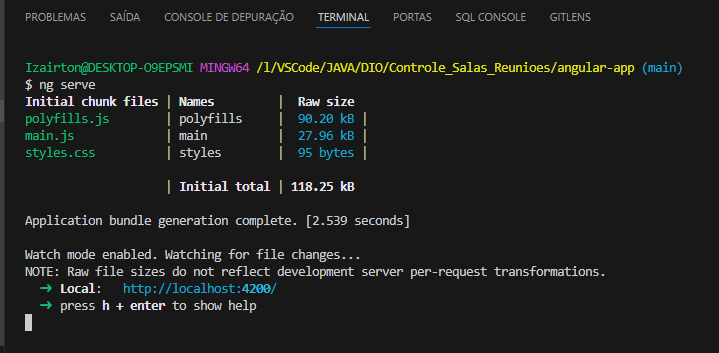 PROBLEMAS SAÍDA CONSOLE DE DEPURAÇÃO TERMINAL PORTAS SQL CONSOLE GITLENS
Izairton@DESKTOP-O9EPSMI MINGW64 /l/VSCode/JAVA/DIO/Controle_Salas_Reunioes/angular-app (main)
$ ng serve
Initial chunk files | Names | Raw size
polyfills.js | polyfills | 90.20 kB |
main.js | main | 27.96 kB |
styles.css | styles | 95 bytes |
| Initial total | 118.25 kB
Application bundle generation complete. [2.539 seconds]
Watch mode enabled. Watching for file changes...
NOTE: Raw file sizes do not reflect development server per-request transformations.
➜ Local: http://localhost:4200/
➜ press h + enter to show help